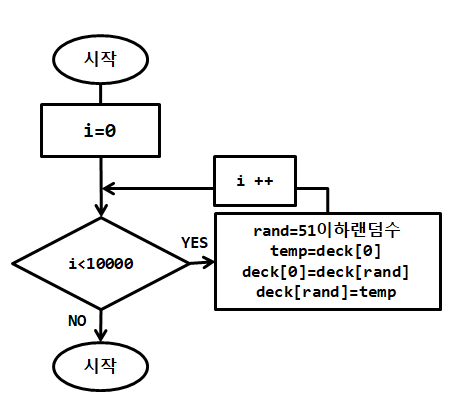 시작
i=0
i ++
i<10000
YES
rand=51이하랜덤수
temp=deck[0]
deck[0]=deck[rand]
deck[rand]=temp
NO
시작